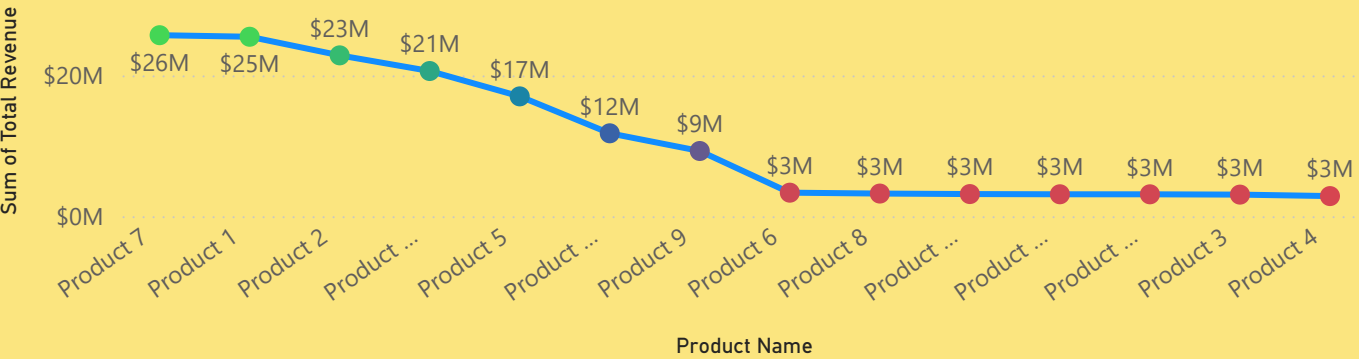 Sum of Total Revenue
$20M
$0M
$26M
$25M
$23M
$21M
$17M
$12M
$9M
$3M
$3M
$3M
$3M
$3M
$3M
$3M
Product 7
Product 1
Product 2
Product ...
Product 5
Product ...
Product 9
Product 6
Product 8
Product ...
Product ...
Product ...
Product 3
Product 4
Product Name